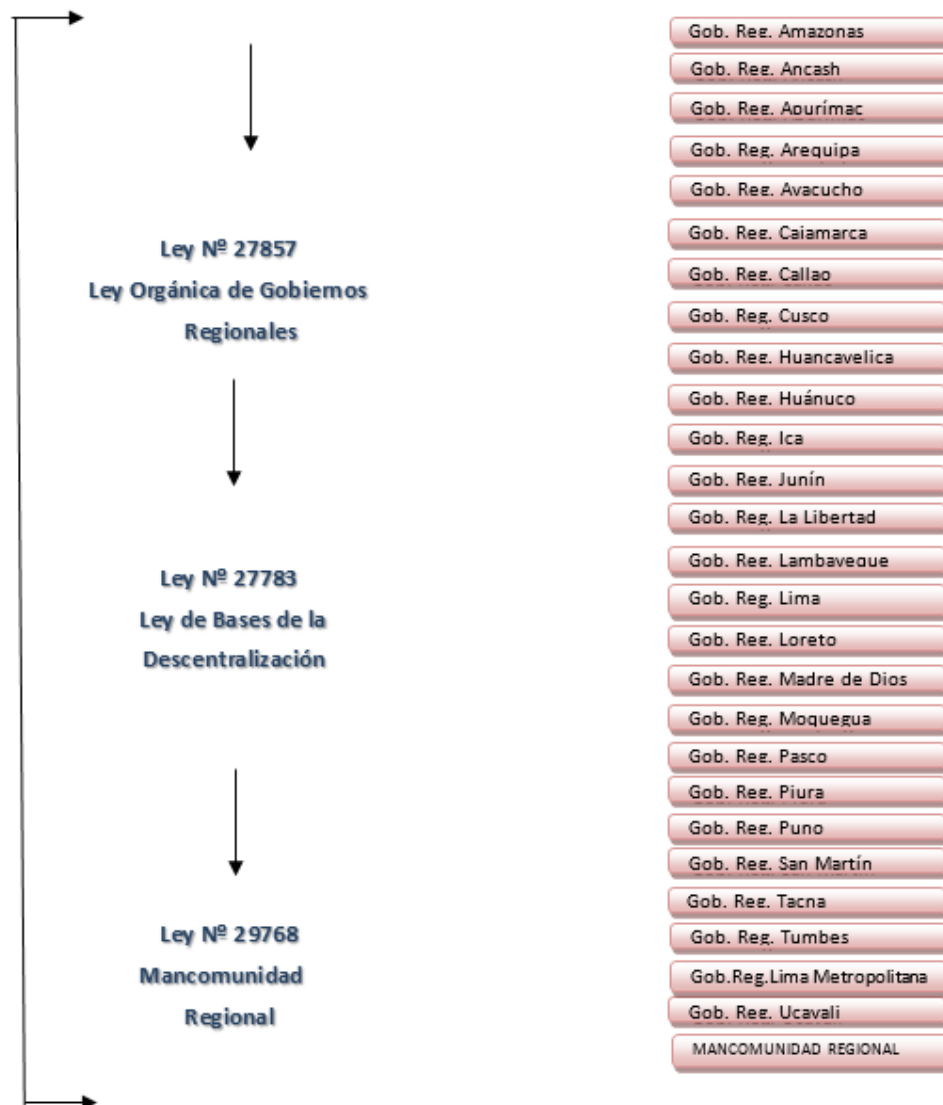 Ley Nº 27857
Ley Orgánica de Gobiernos
Regionales
Ley Nº 27783
Ley de Bases de la
Descentralización
Ley Nº 29768
Mancomunidad
Regional
Gob. Reg. Amazonas
Gob. Reg. Ancash
Gob. Reg. Apurímac
Gob. Reg. Arequipa
Gob. Reg. Ayacucho
Gob. Reg. Cajamarca
Gob. Reg. Callao
Gob. Reg. Cusco
Gob. Reg. Huancavelica
Gob. Reg. Huánuco
Gob. Reg. Ica
Gob. Reg. Junín
Gob. Reg. La Libertad
Gob. Reg. Lambayeque
Gob. Reg. Lima
Gob. Reg. Loreto
Gob. Reg. Madre de Dios
Gob. Reg. Moquegua
Gob. Reg. Pasco
Gob. Reg. Piura
Gob. Reg. Puno
Gob. Reg. San Martín
Gob. Reg. Tacna
Gob. Reg. Tumbes
Gob.Reg.Lima Metropolitana
Gob. Reg. Ucayali
MANCOMUNIDAD REGIONAL